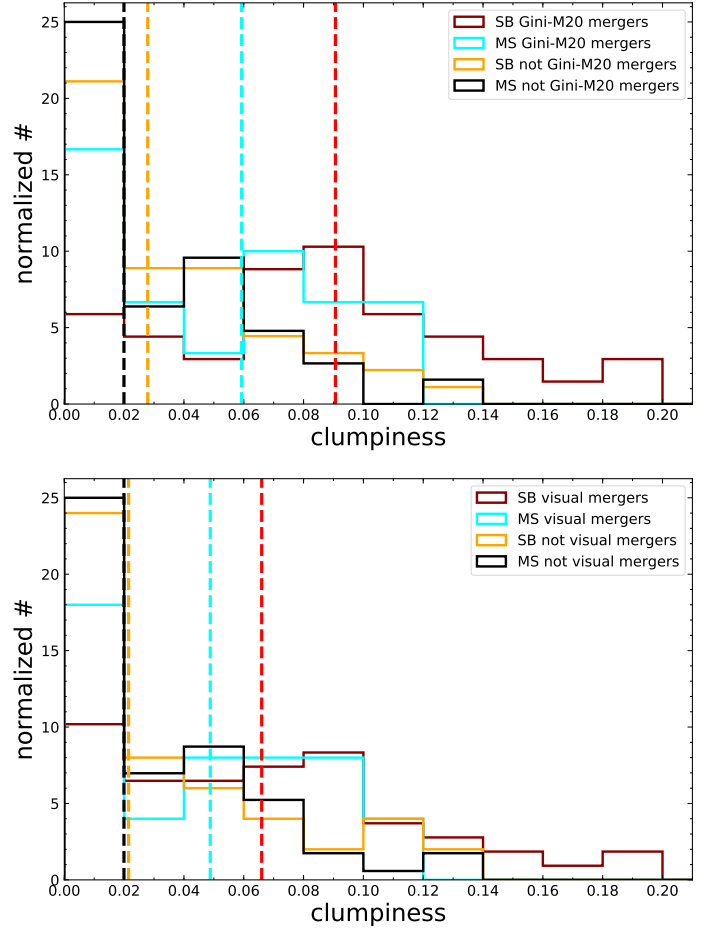 25
20
15
10
5
0
normalized #
SB Gini-M20 mergers
MS Gini-M20 mergers
SB not Gini-M20 mergers
MS not Gini-M20 mergers
0.00 0.02 0.04 0.06 0.08 0.10 0.12 0.14 0.16 0.18 0.20
clumpiness
25
20
15
10
5
0
normalized #
SB visual mergers
MS visual mergers
SB not visual mergers
MS not visual mergers
0.00 0.02 0.04 0.06 0.08 0.10 0.12 0.14 0.16 0.18 0.20
clumpiness